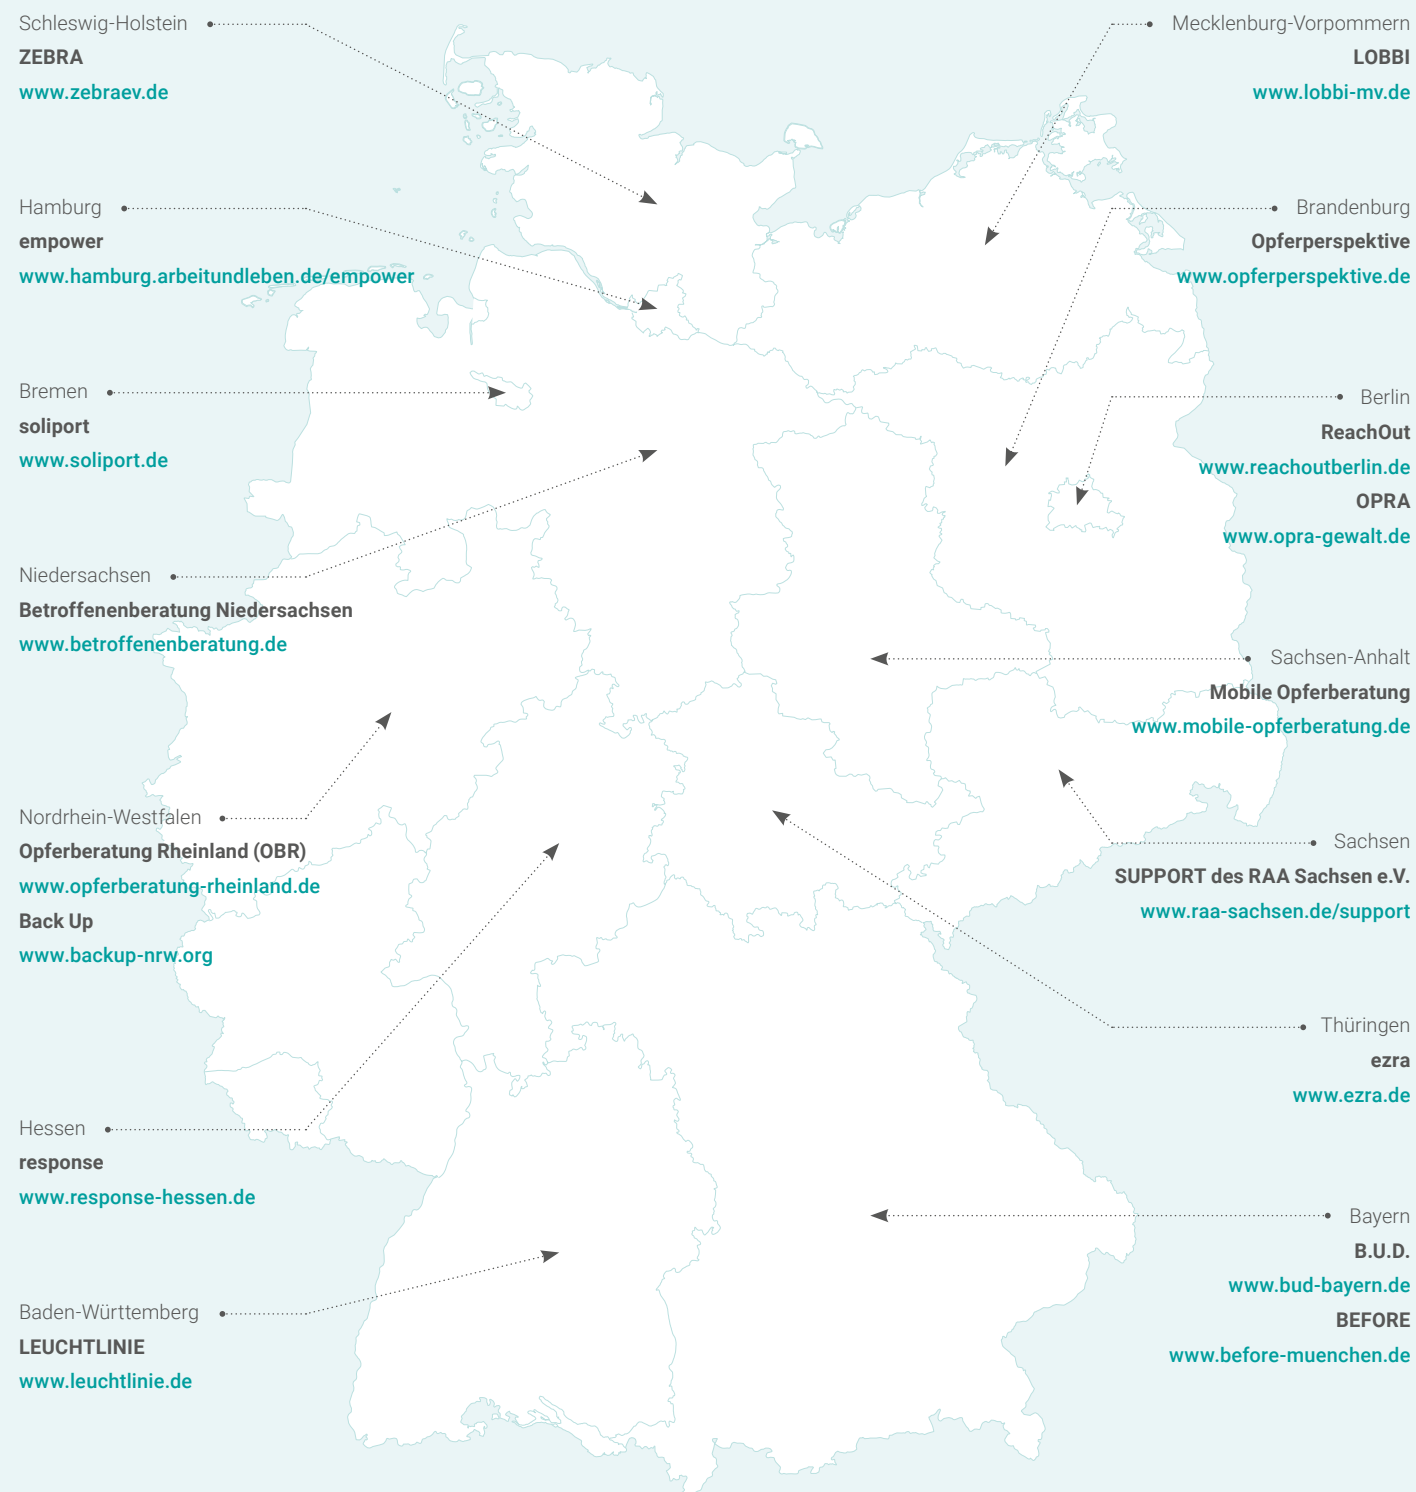 Schleswig-Holstein
ZEBRA
www.zebraev.de
Hamburg
empower
www.hamburg.arbeitundleben.de/empower
Bremen
soliport
www.soliport.de
Niedersachsen
Betroffenenberatung Niedersachsen
www.betroffenenberatung.de
Nordrhein-Westfalen
Opferberatung Rheinland (OBR)
www.opferberatung-rheinland.de
Back Up
www.backup-nrw.org
Hessen
response
www.response-hessen.de
Baden-Württemberg
LEUCHTLINIE
www.leuchtlinie.de
Mecklenburg-Vorpommern
LOBBI
www.lobbi-mv.de
Brandenburg
Opferperspektive
www.opferperspektive.de
Berlin
ReachOut
www.reachoutberlin.de
OPRA
www.opra-gewalt.de
Sachsen-Anhalt
Mobile Opferberatung
www.mobile-opferberatung.de
Sachsen
SUPPORT des RAA Sachsen e.V.
www.raa-sachsen.de/support
Thüringen
ezra
www.ezra.de
Bayern
B.U.D.
www.bud-bayern.de
BEFORE
www.before-muenchen.de